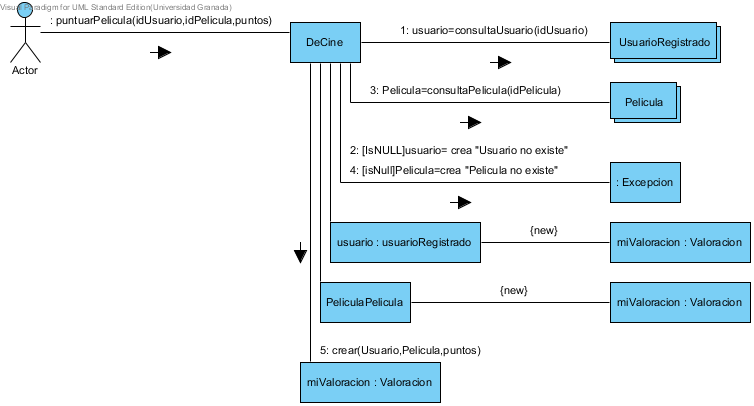 Visual Paradigm for UML Standard Edition(Universidad Granada)
: puntuarPelicula(idUsuario,idPelicula,puntos)
Actor
DeCine
1: usuario=consultaUsuario(idUsuario)
UsuarioRegistrado
3: Pelicula=consultaPelicula(idPelicula)
Pelicula
2: [IsNULL]usuario= crea "Usuario no existe"
4: [isNull]Pelicula=crea "Pelicula no existe"
: Excepcion
usuario : usuarioRegistrado
{new}
miValoracion : Valoracion
PeliculaPelicula
{new}
miValoracion : Valoracion
5: crear(Usuario,Pelicula,puntos)
miValoracion : Valoracion